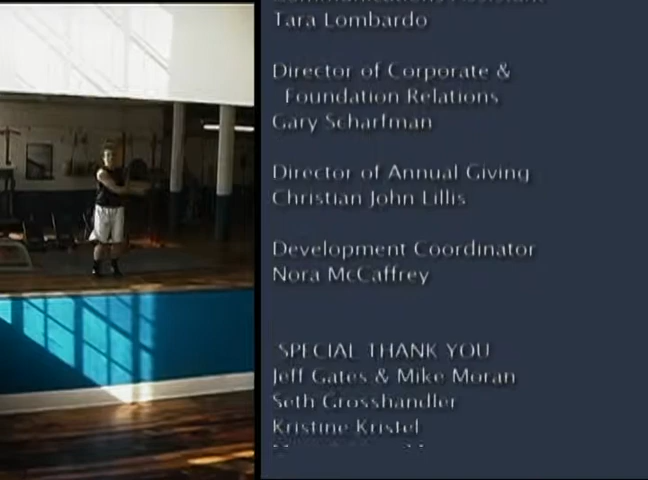 Tara Lombardo
Director of Corporate &
Foundation Relations
Gary Scharfman
Director of Annual Giving
Christian John Lillis
Development Coordinator
Nora McCaffrey
SPECIAL THANK YOU
Jeff Gates & Mike Moran
Seth Grosshandler
Kristine Kristel